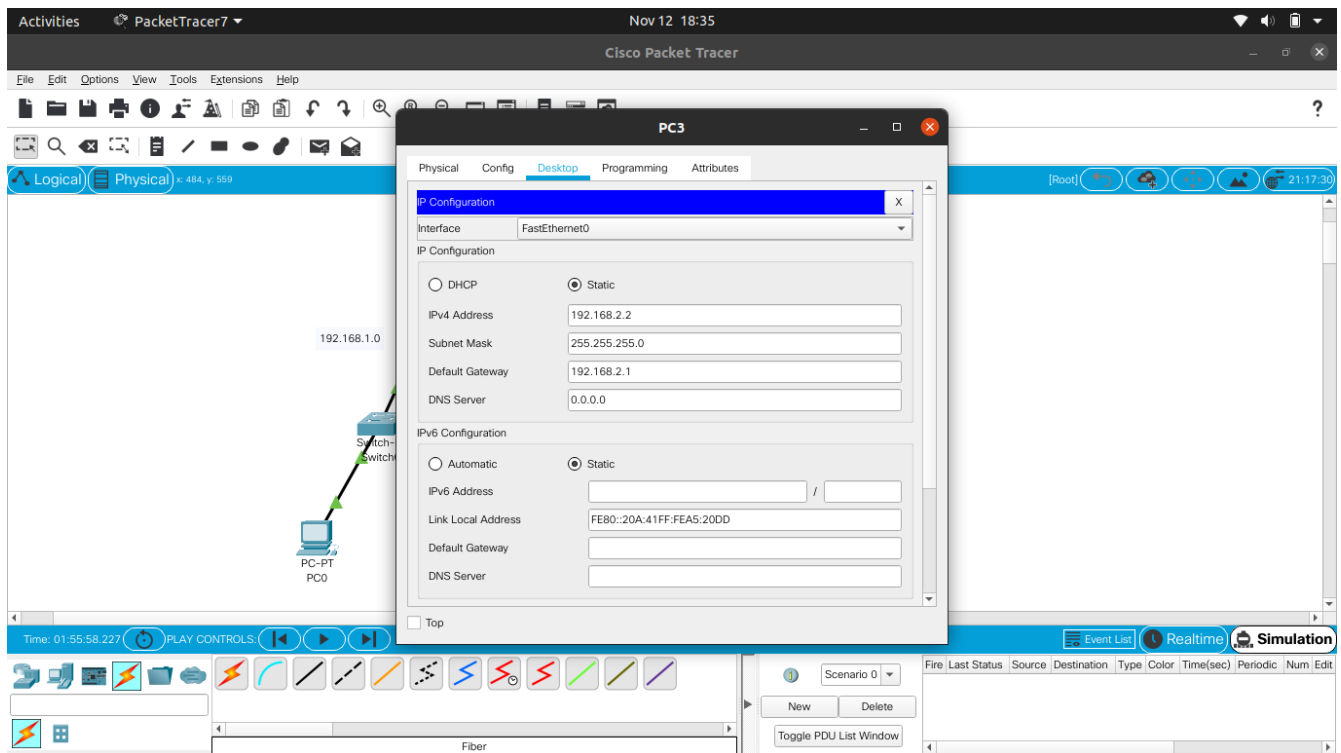 Activities PacketTracer7 Nov 12 18:35
Cisco Packet Tracer
File Edit Options View Tools Extensions Help
?
PC3
Physical Config Desktop Programming Attributes
Logical Physical x: 484, y: 559 [Root] 21:17:30
IP Configuration X
Interface FastEthernet0
IP Configuration
DHCP Static
IPv4 Address 192.168.2.2
192.168.1.0
Subnet Mask 255.255.255.0
Default Gateway 192.168.2.1
DNS Server 0.0.0.0
IPv6 Configuration
Switch-
Switch
Automatic Static
IPv6 Address /
Link Local Address FE80::20A:41FF:FEA5:20DD
Default Gateway
DNS Server
PC-PT
PC0
Top
Time: 01:55:58.227 PLAY CONTROLS: Event List Realtime Simulation
Scenario 0 Fire Last Status Source Destination Type Color Time(sec) Periodic Num Edit
New Delete
Toggle PDU List Window
Fiber